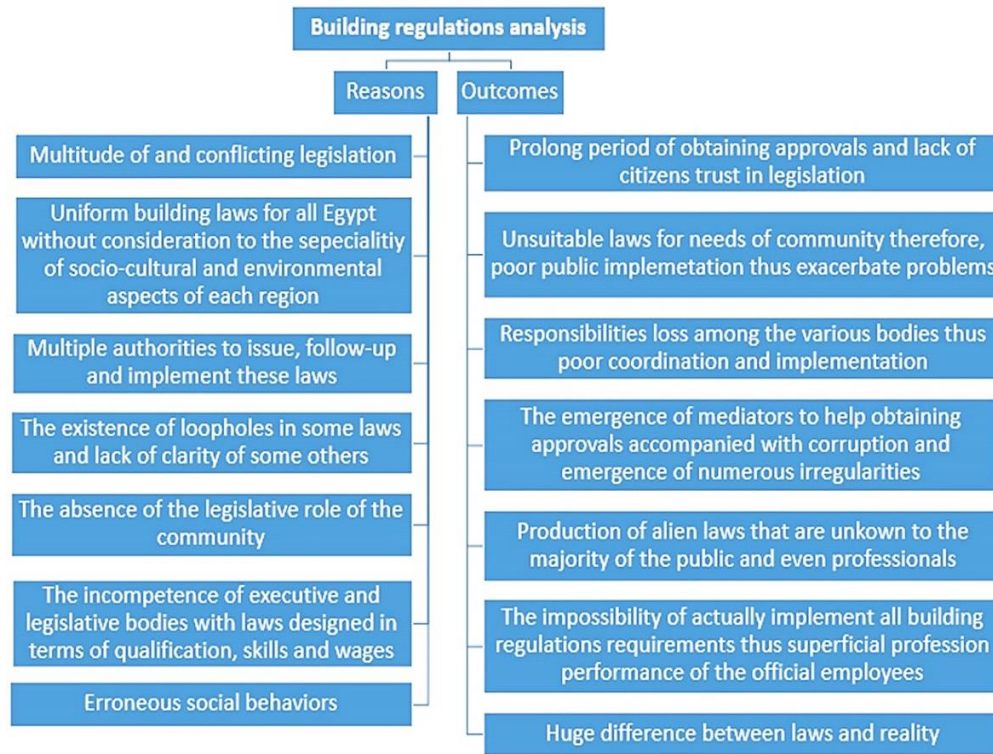 Building regulations analysis
Reasons
Outcomes
Multitude of and conflicting legislation
Uniform building laws for all Egypt
without consideration to the sepecialitiy
of socio-cultural and environmental
aspects of each region
Multiple authorities to issue, follow-up
and implement these laws
The existence of loopholes in some laws
and lack of clarity of some others
The absence of the legislative role of the
community
The incompetence of executive and
legislative bodies with laws designed in
terms of qualification, skills and wages
Erroneous social behaviors
Prolong period of obtaining approvals and lack of
citizens trust in legislation
Unsuitable laws for needs of community therefore,
poor public implemetation thus exacerbate problems
Responsibilities loss among the various bodies thus
poor coordination and implementation
The emergence of mediators to help obtaining
approvals accompanied with corruption and
emergence of numerous irregularities
Production of alien laws that are unkown to the
majority of the public and even professionals
The impossibility of actually implement all building
regulations requirements thus superficial profession
performance of the official employees
Huge difference between laws and reality